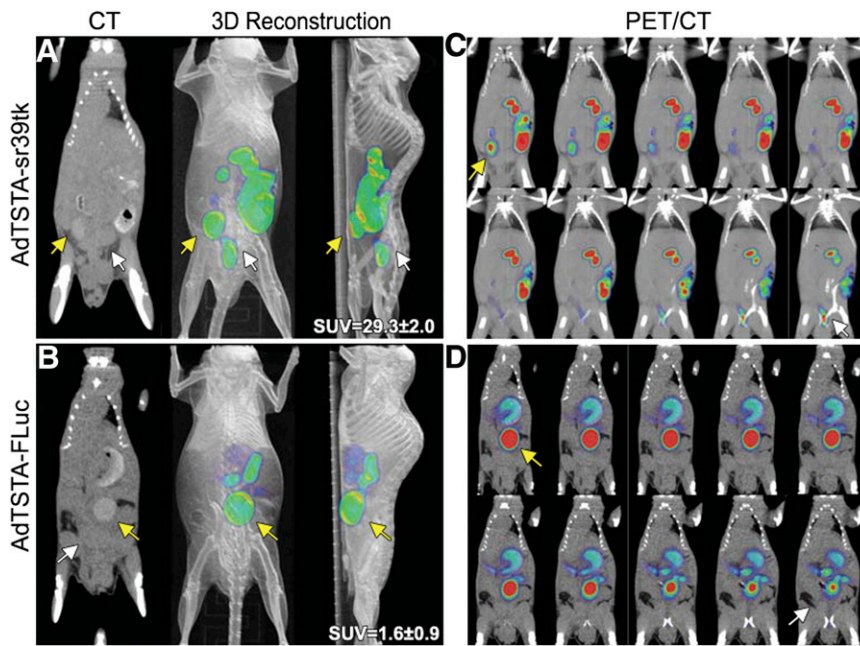 CT 3D Reconstruction PET/CT
A
C
AdTSTA-sr39tk
SUV=29.3±2.0
B
D
AdTSTA-FLuc
SUV=1.6±0.9